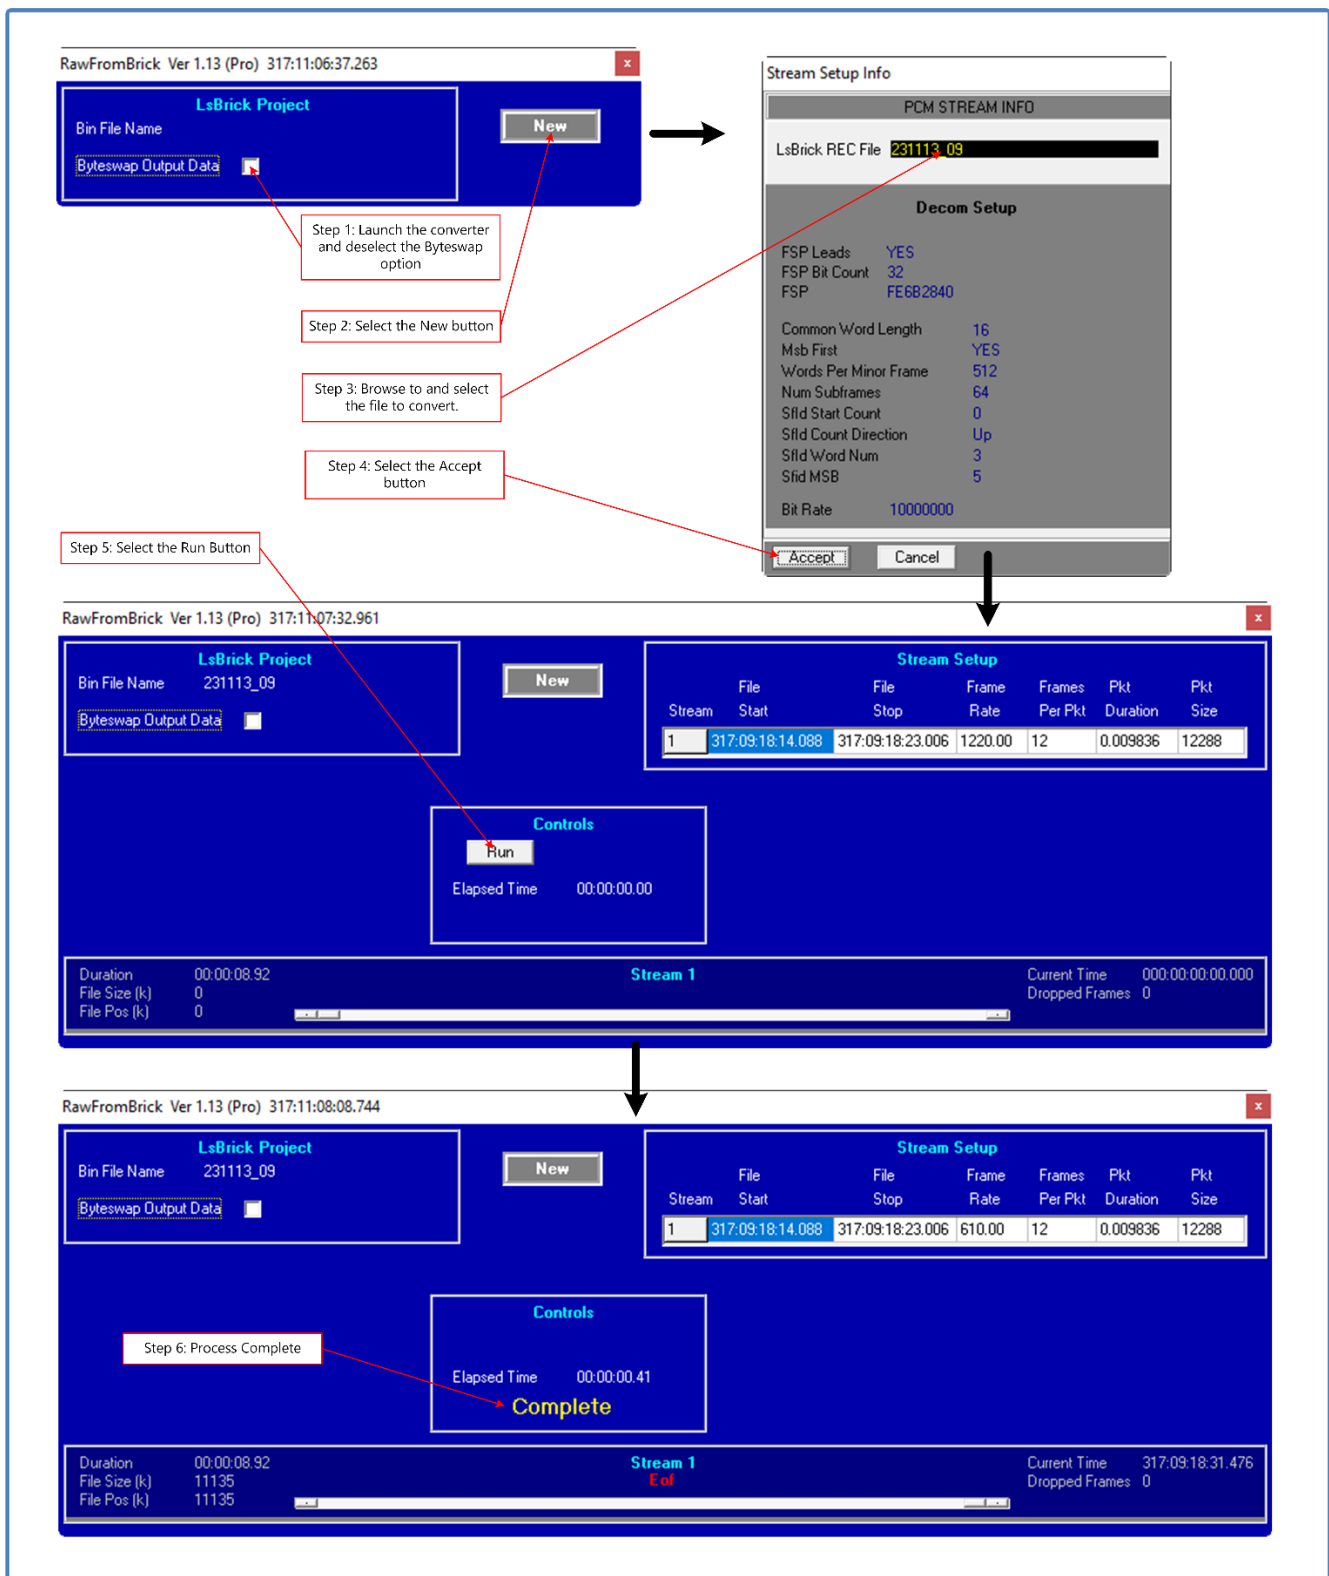 RawFromBrick Ver 1.13 (Pro) 317:11:06:37.263
x
LsBrick Project
Bin File Name
Byteswap Output Data
New
Step 1: Launch the converter
and deselect the Byteswap
option
Step 2: Select the New button
Step 3: Browse to and select
the file to convert.
Step 4: Select the Accept
button
Step 5: Select the Run Button
Stream Setup Info
PCM STREAM INFO
LsBrick REC File 231113_09
Decom Setup
FSP Leads YES
FSP Bit Count 32
FSP FE6B2840
Common Word Length 16
Msb First YES
Words Per Minor Frame 512
Num Subframes 64
Sfld Start Count 0
Sfld Count Direction Up
Sfld Word Num 3
Sfid MSB 5
Bit Rate 10000000
Accept Cancel
RawFromBrick Ver 1.13 (Pro) 317:11:07:32.961
x
LsBrick Project
Bin File Name 231113_09
Byteswap Output Data
New
Stream Setup
File File Frame Frames Pkt Pkt
Stream Start Stop Rate Per Pkt Duration Size
1 317:09:18:14.088 317:09:18:23.006 1220.00 12 0.009836 12288
Controls
Run
Elapsed Time 00:00:00.00
Duration 00:00:08.92
File Size (k) 0
File Pos (k) 0
Stream 1
Current Time 000:00:00:00.000
Dropped Frames 0
RawFromBrick Ver 1.13 (Pro) 317:11:08:08.744
x
LsBrick Project
Bin File Name 231113_09
Byteswap Output Data
New
Stream Setup
File File Frame Frames Pkt Pkt
Stream Start Stop Rate Per Pkt Duration Size
1 317:09:18:14.088 317:09:18:23.006 610.00 12 0.009836 12288
Step 6: Process Complete
Controls
Elapsed Time 00:00:00.41
Complete
Duration 00:00:08.92
File Size (k) 11135
File Pos (k) 11135
Stream 1
Eof
Current Time 317:09:18:31.476
Dropped Frames 0